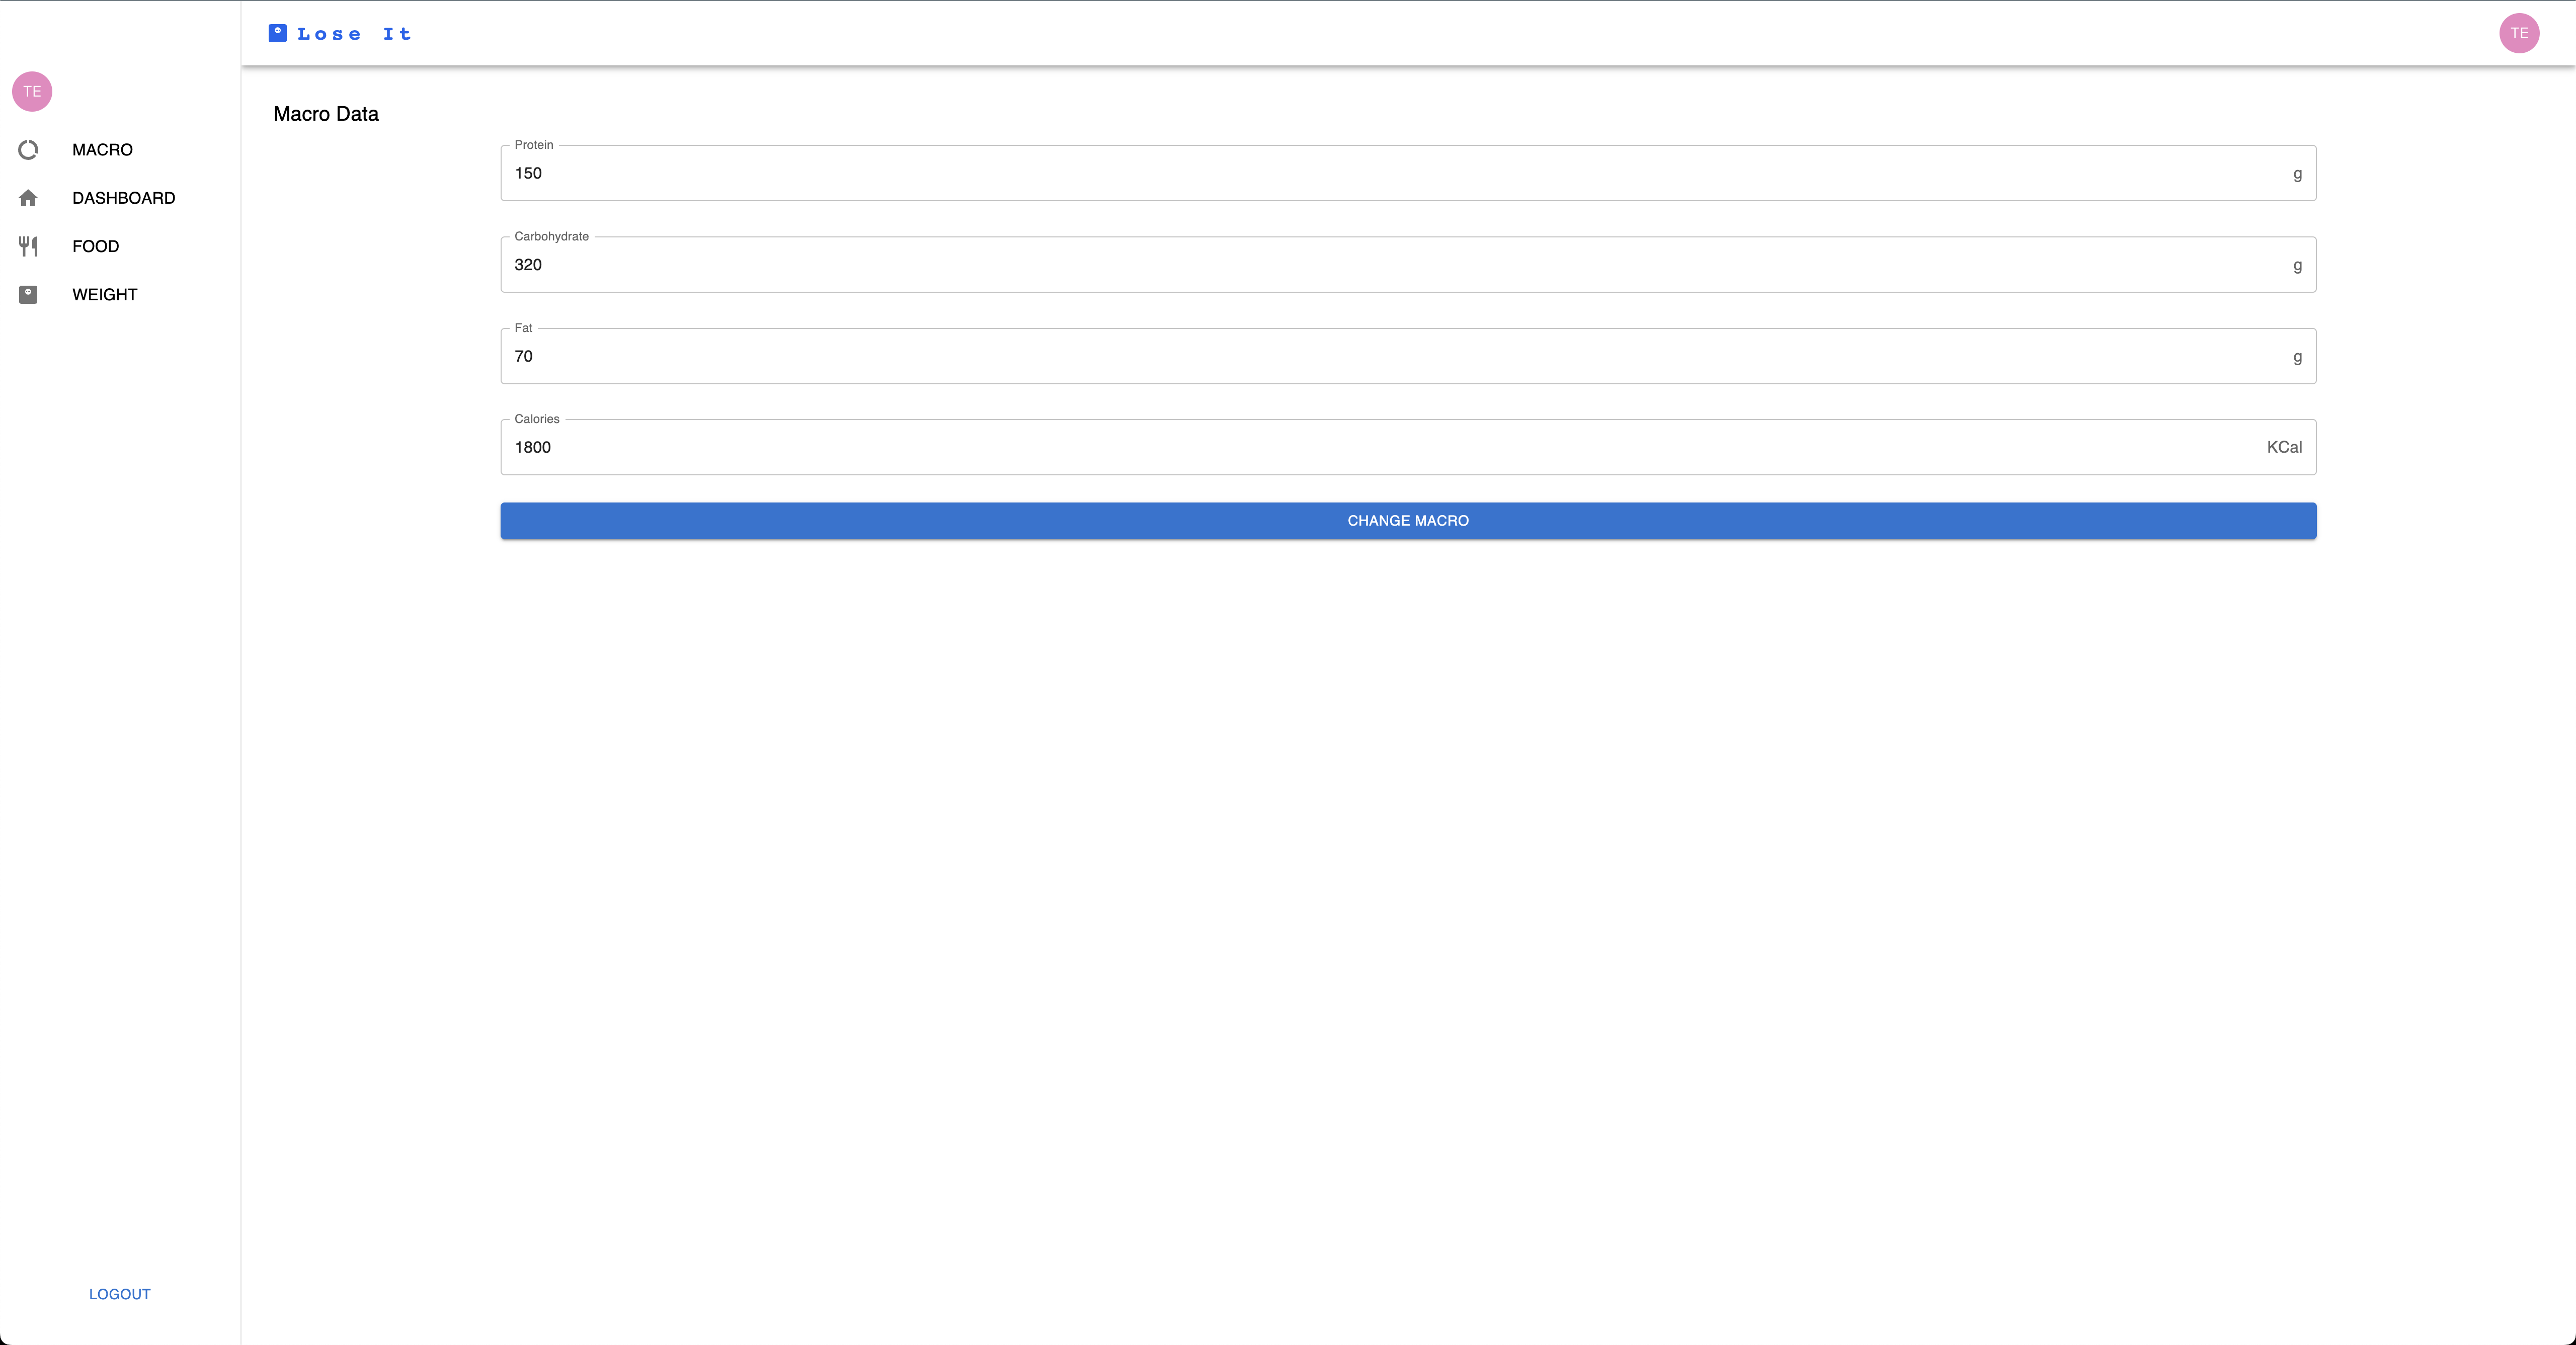 Lose It
TE
TE
MACRO
DASHBOARD
FOOD
WEIGHT
LOGOUT
Macro Data
Protein
150 g
Carbohydrate
320 g
Fat
70 g
Calories
1800 KCal
CHANGE MACRO